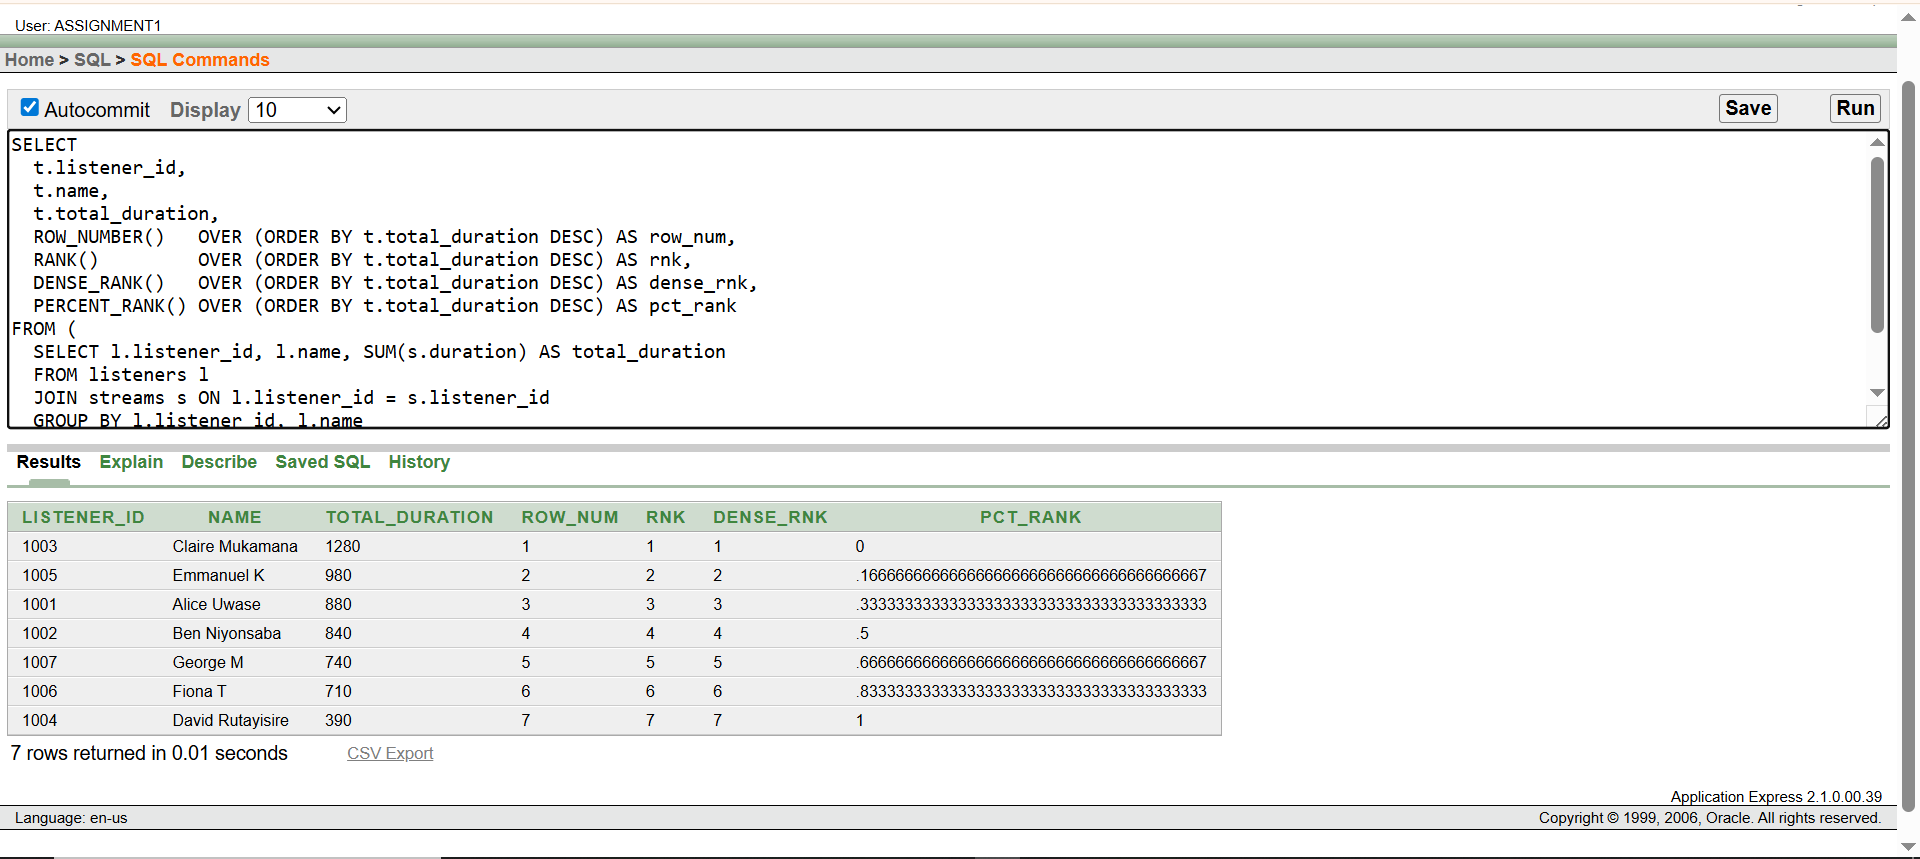 User: ASSIGNMENT1
Home > SQL > SQL Commands
Autocommit Display 10 Save Run
SELECT
t.listener_id,
t.name,
t.total_duration,
ROW_NUMBER() OVER (ORDER BY t.total_duration DESC) AS row_num,
RANK() OVER (ORDER BY t.total_duration DESC) AS rnk,
DENSE_RANK() OVER (ORDER BY t.total_duration DESC) AS dense_rnk,
PERCENT_RANK() OVER (ORDER BY t.total_duration DESC) AS pct_rank
FROM (
SELECT l.listener_id, l.name, SUM(s.duration) AS total_duration
FROM listeners l
JOIN streams s ON l.listener_id = s.listener_id
GROUP BY l.listener_id, l.name
Results Explain Describe Saved SQL History
LISTENER_ID NAME TOTAL_DURATION ROW_NUM RNK DENSE_RNK PCT_RANK
1003 Claire Mukamana 1280 1 1 1 0
1005 Emmanuel K 980 2 2 2 .1666666666666666666666666666666666666667
1001 Alice Uwase 880 3 3 3 .3333333333333333333333333333333333333333
1002 Ben Niyonsaba 840 4 4 4 .5
1007 George M 740 5 5 5 .6666666666666666666666666666666666666667
1006 Fiona T 710 6 6 6 .8333333333333333333333333333333333333333
1004 David Rutayisire 390 7 7 7 1
7 rows returned in 0.01 seconds CSV Export
Application Express 2.1.0.00.39
Language: en-us Copyright © 1999, 2006, Oracle. All rights reserved.